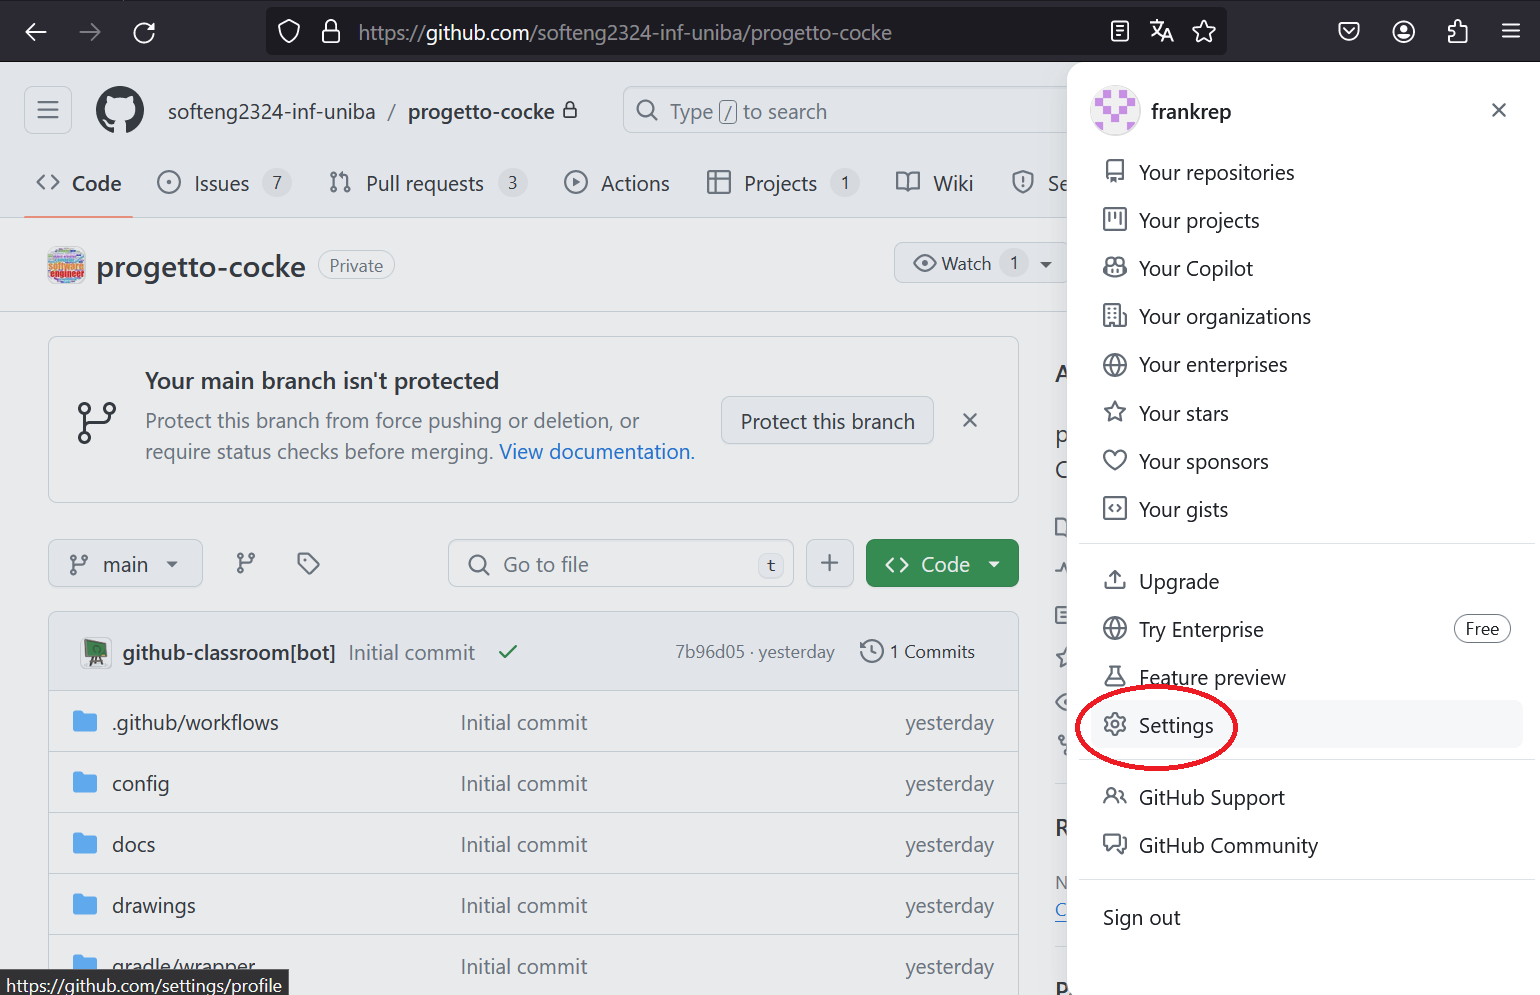 https://github.com/softeng2324-inf-uniba/progetto-cocke
softeng2324-inf-uniba / progetto-cocke
Type / to search
Code
Issues 7
Pull requests 3
Actions
Projects 1
Wiki
Se
progetto-cocke Private
Watch 1
Your main branch isn't protected
Protect this branch from force pushing or deletion, or
require status checks before merging. View documentation.
Protect this branch
main
Go to file t
Code
github-classroom[bot] Initial commit 7b96d05 · yesterday 1 Commits
.github/workflows Initial commit yesterday
config Initial commit yesterday
docs Initial commit yesterday
drawings Initial commit yesterday
gradle/wrapper Initial commit yesterday
https://github.com/settings/profile
frankrep
Your repositories
Your projects
Your Copilot
Your organizations
Your enterprises
Your stars
Your sponsors
Your gists
Upgrade
Try Enterprise Free
Feature preview
Settings
GitHub Support
GitHub Community
Sign out